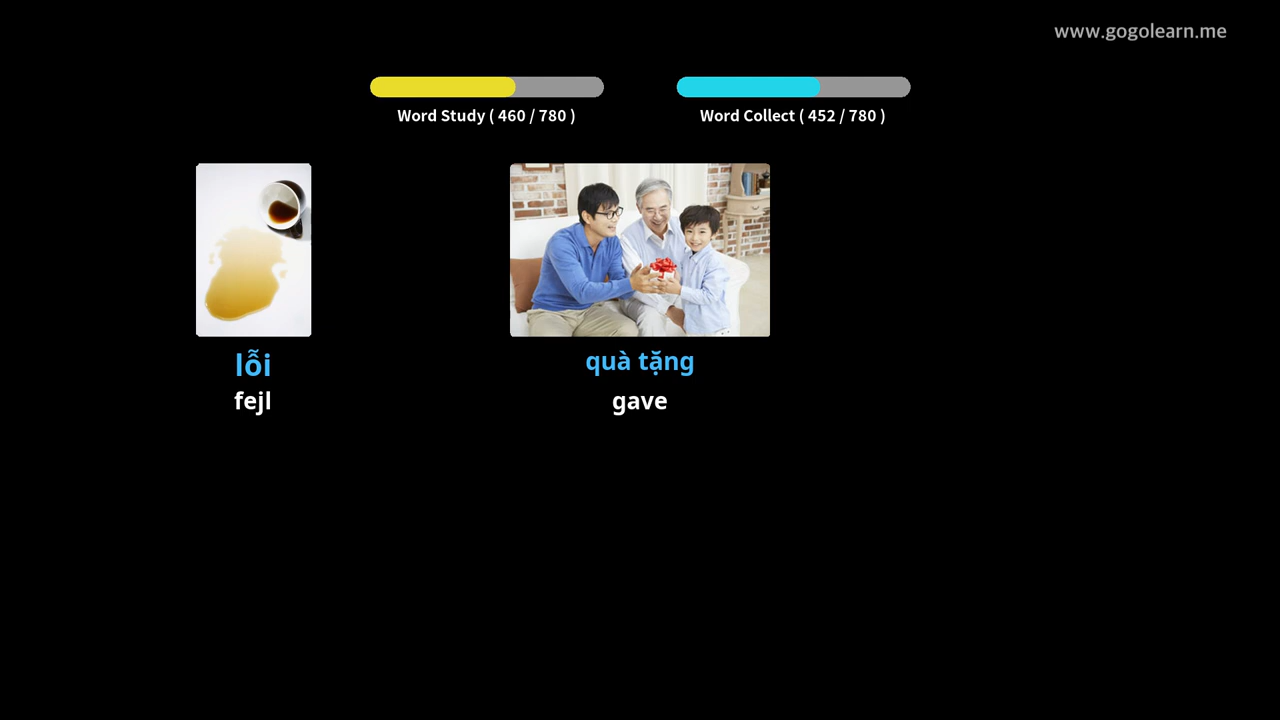 www.gogolearn.me
Word Study ( 460 / 780 )
Word Collect ( 452 / 780 )
lỗi
fejl
quà tặng
gave